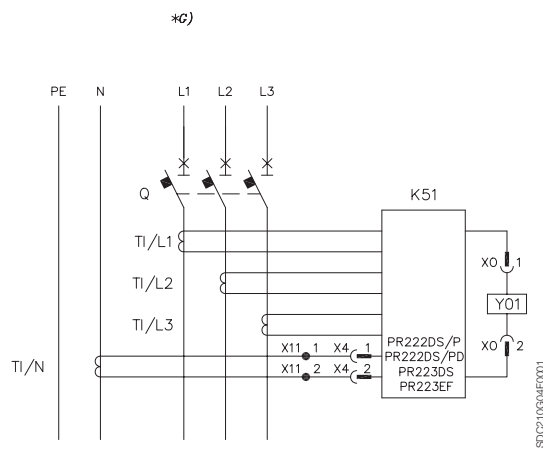 *G)
PE N L1 L2 L3
Q
K51
TI/L1
X0 1
TI/L2
Y01
TI/L3
X0 2
PR222DS/P
X11 1 X4 1
PR222DS/PD
TI/N
X11 2 X4 2
PR223DS
PR223EF
SDC210G04F0001